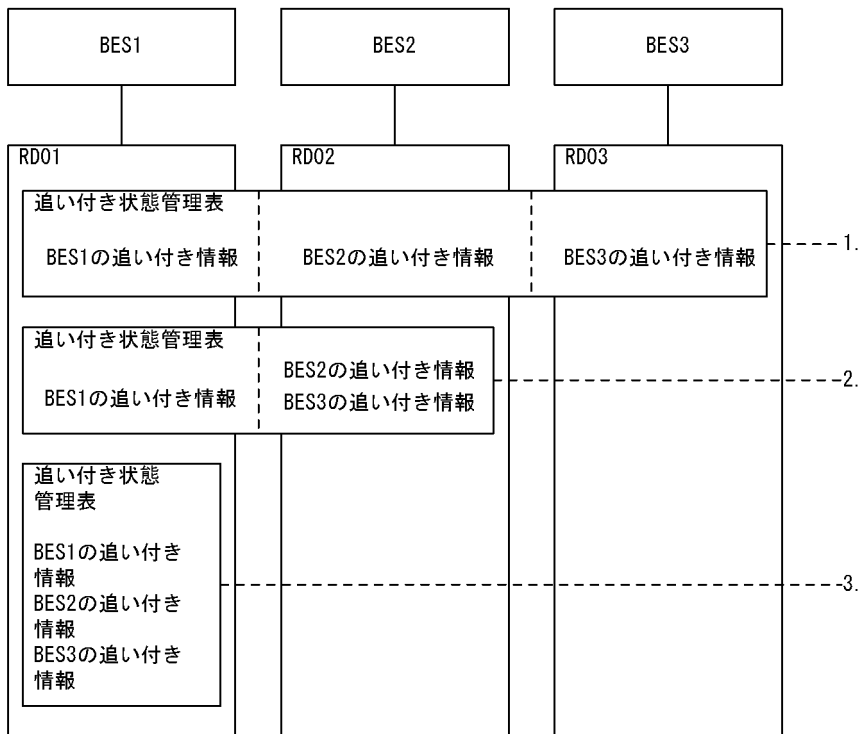 BES1
BES2
BES3
RD01
RD02
RD03
追い付き状態管理表
BES1の追い付き情報
BES2の追い付き情報
BES3の追い付き情報
1.
追い付き状態管理表
BES1の追い付き情報
BES2の追い付き情報
BES3の追い付き情報
2.
追い付き状態
管理表
BES1の追い付き
情報
BES2の追い付き
情報
BES3の追い付き
情報
3.